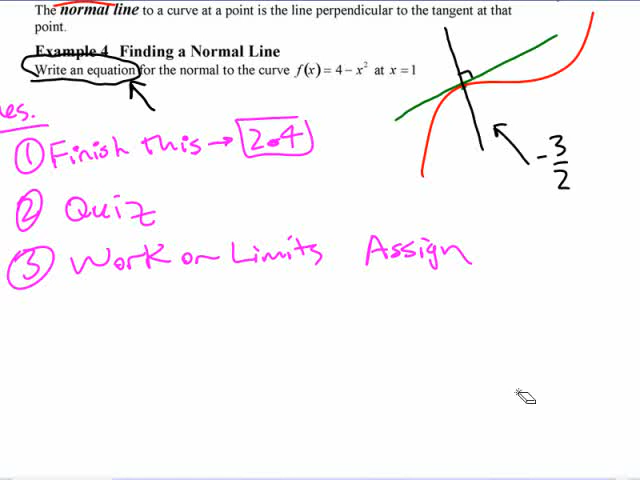 The normal line to a curve at a point is the line perpendicular to the tangent at that
point.
Example 4 Finding a Normal Line
Write an equation for the normal to the curve f(x) = 4 − x² at x = 1
es.
① Finish this → 2.4
② Quiz
③ Work on Limits Assign
-3/2